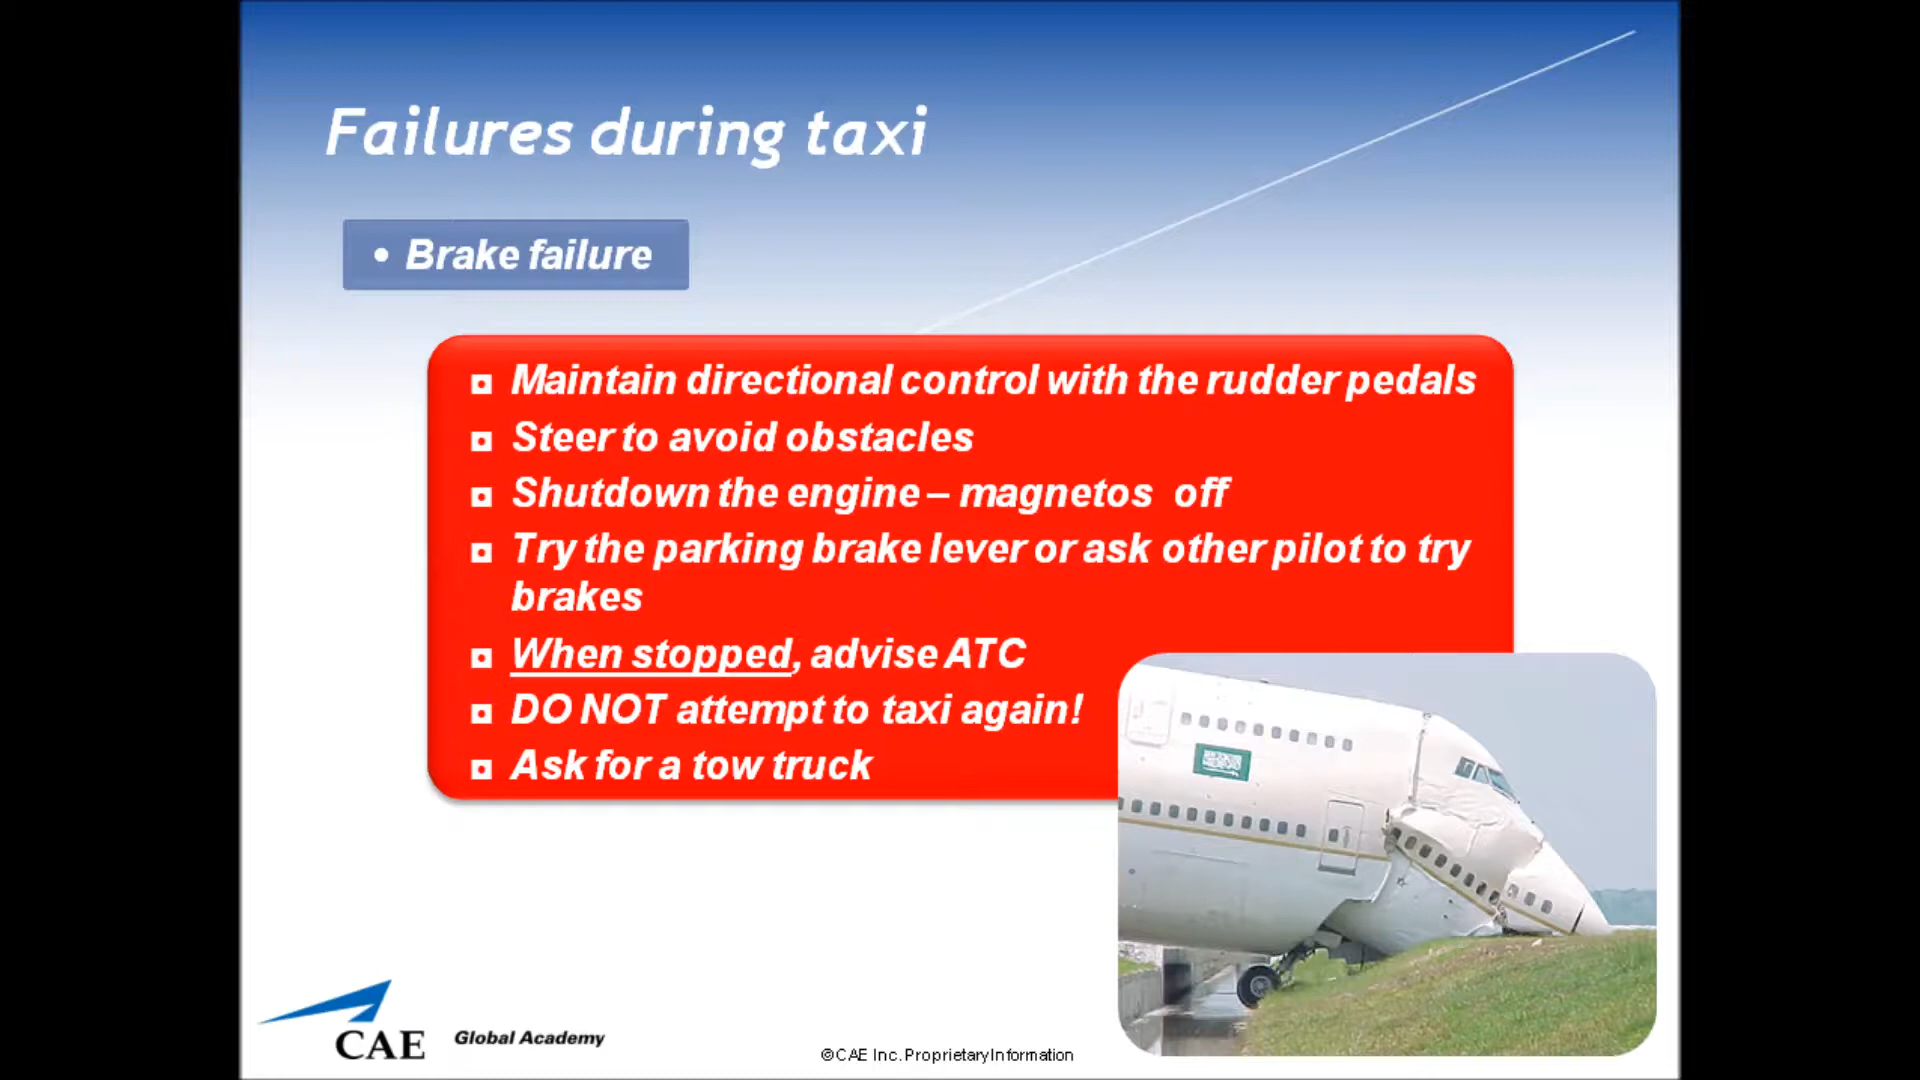 Failures during taxi
• Brake failure
Maintain directional control with the rudder pedals
Steer to avoid obstacles
Shutdown the engine – magnetos off
Try the parking brake lever or ask other pilot to try
brakes
When stopped, advise ATC
DO NOT attempt to taxi again!
Ask for a tow truck
CAE Global Academy
©CAE Inc. Proprietary Information